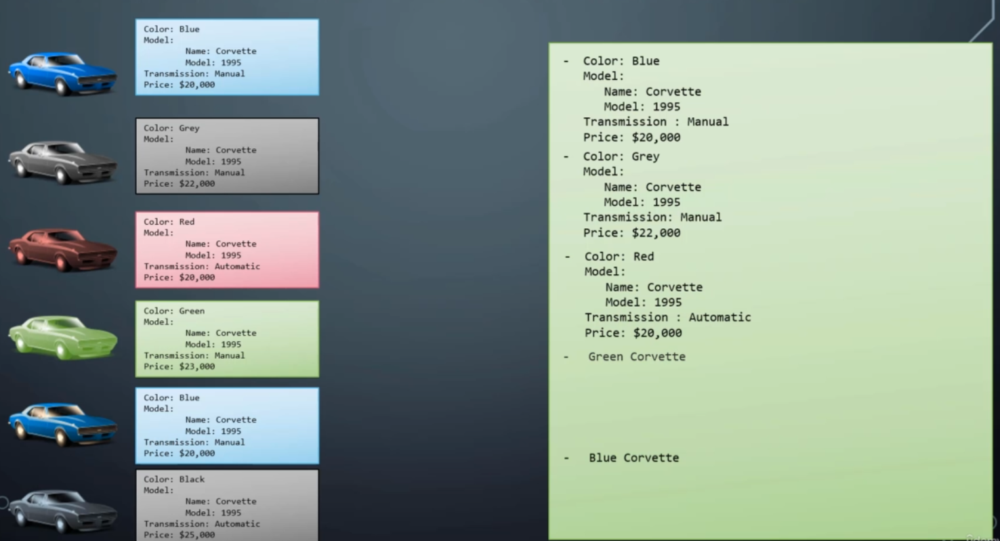 Color: Blue
Model:
Name: Corvette
Model: 1995
Transmission: Manual
Price: $20,000
Color: Grey
Model:
Name: Corvette
Model: 1995
Transmission: Manual
Price: $22,000
Color: Red
Model:
Name: Corvette
Model: 1995
Transmission: Automatic
Price: $20,000
Color: Green
Model:
Name: Corvette
Model: 1995
Transmission: Manual
Price: $23,000
Color: Blue
Model:
Name: Corvette
Model: 1995
Transmission: Manual
Price: $20,000
Color: Black
Model:
Name: Corvette
Model: 1995
Transmission: Automatic
Price: $25,000
- Color: Blue
Model:
Name: Corvette
Model: 1995
Transmission : Manual
Price: $20,000
- Color: Grey
Model:
Name: Corvette
Model: 1995
Transmission: Manual
Price: $22,000
- Color: Red
Model:
Name: Corvette
Model: 1995
Transmission : Automatic
Price: $20,000
- Green Corvette
- Blue Corvette